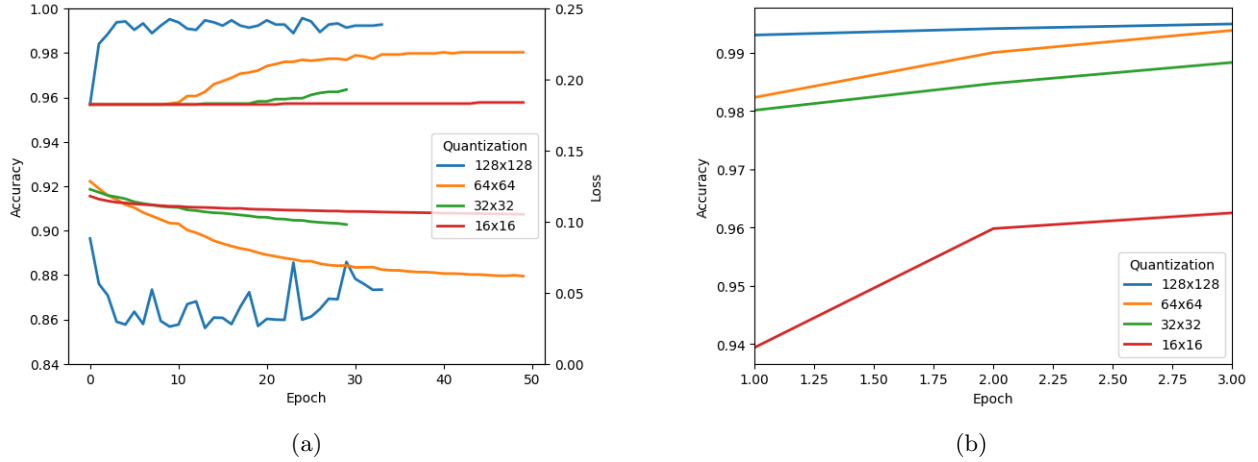 1.00
0.98
0.96
0.94
0.92
0.90
0.88
0.86
0.84
Accuracy
0 10 20 30 40 50
Epoch
0.25
0.20
0.15
0.10
0.05
0.00
Loss
Quantization
128x128
64x64
32x32
16x16
(a)
0.99
0.98
0.97
0.96
0.95
0.94
Accuracy
1.00 1.25 1.50 1.75 2.00 2.25 2.50 2.75 3.00
Epoch
Quantization
128x128
64x64
32x32
16x16
(b)